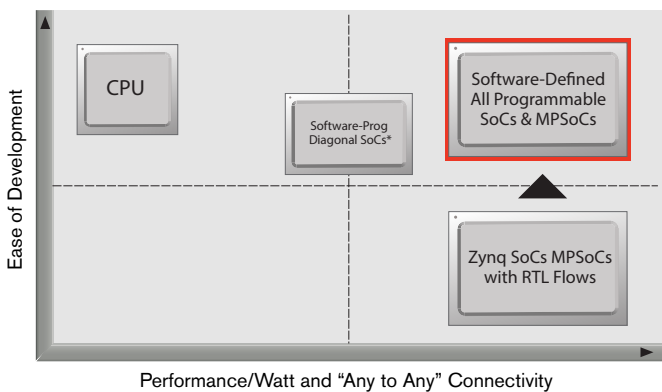 Ease of Development
CPU
Software-Prog
Diagonal SoCs*
Software-Defined
All Programmable
SoCs & MPSoCs
Zynq SoCs MPSoCs
with RTL Flows
Performance/Watt and “Any to Any” Connectivity